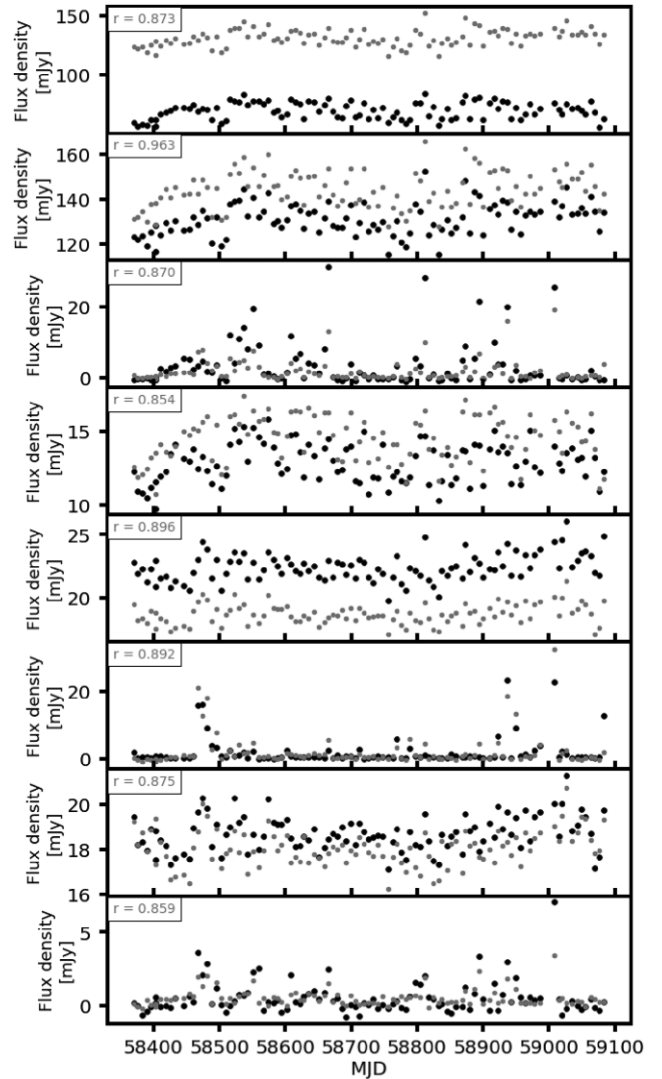 r = 0.873
150
100
Flux density
[mJy]
r = 0.963
160
140
120
Flux density
[mJy]
r = 0.870
20
0
Flux density
[mJy]
r = 0.854
15
10
Flux density
[mJy]
r = 0.896
25
20
Flux density
[mJy]
r = 0.892
20
0
Flux density
[mJy]
r = 0.875
20
18
16
Flux density
[mJy]
r = 0.859
5
0
Flux density
[mJy]
58400 58500 58600 58700 58800 58900 59000 59100
MJD